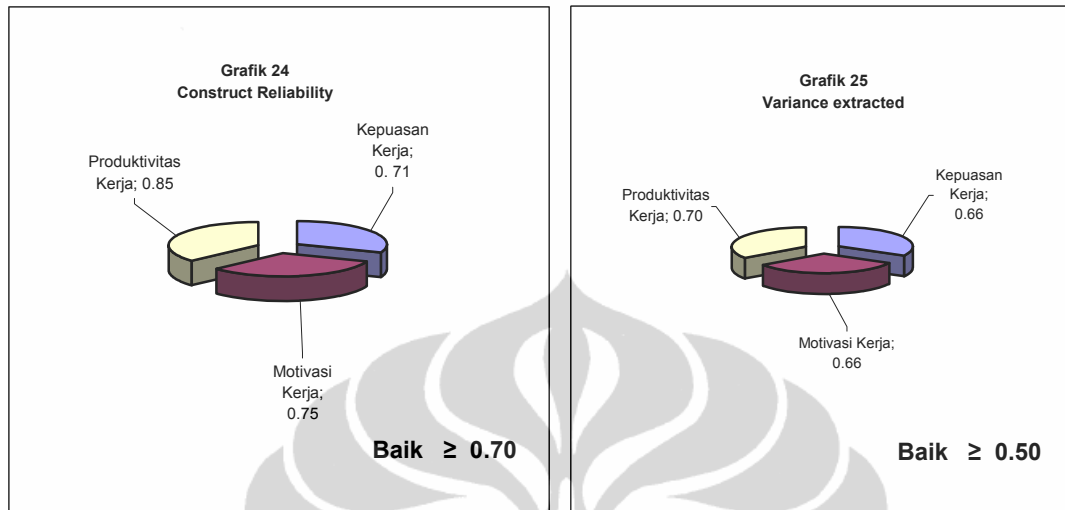 Grafik 24
Construct Reliability
Kepuasan
Kerja;
0. 71
Produktivitas
Kerja; 0.85
Motivasi
Kerja;
0.75
Baik ≥ 0.70
Grafik 25
Variance extracted
Kepuasan
Kerja;
0.66
Produktivitas
Kerja; 0.70
Motivasi Kerja;
0.66
Baik ≥ 0.50